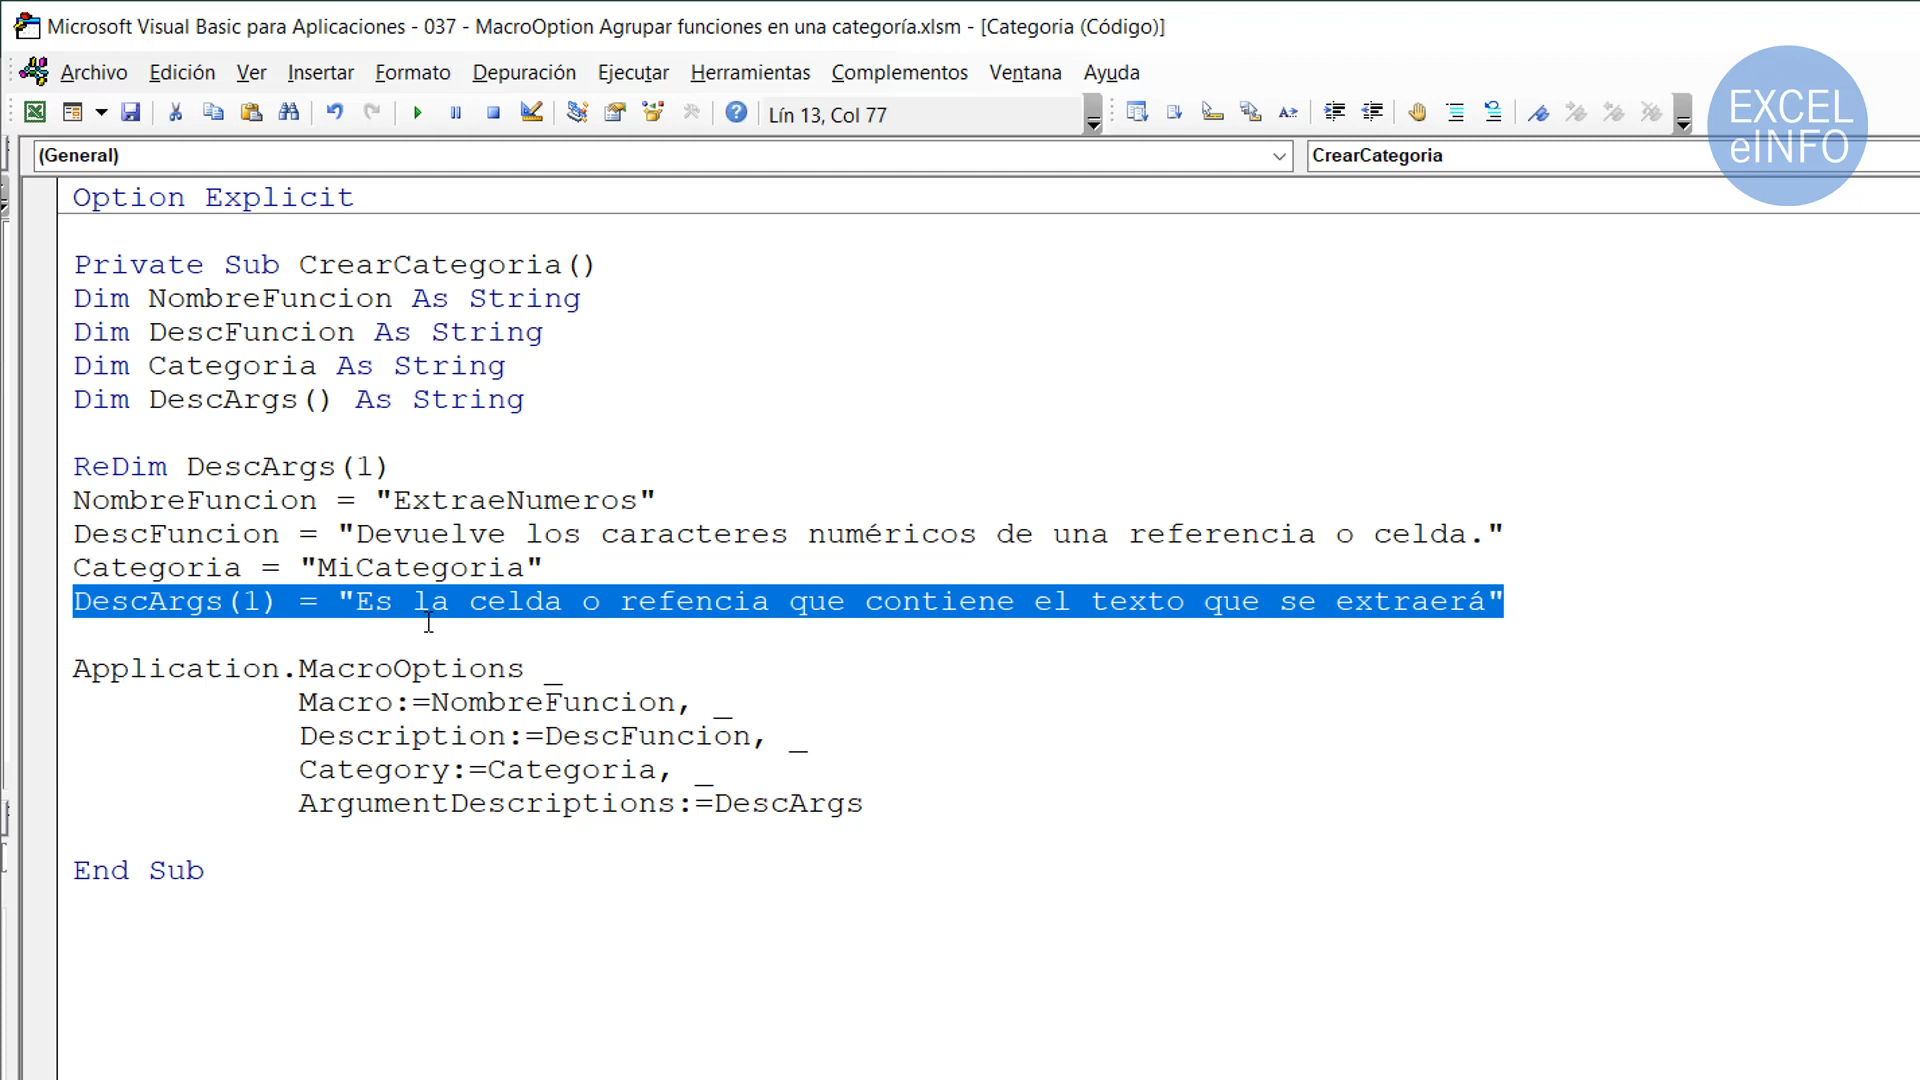 Microsoft Visual Basic para Aplicaciones - 037 - MacroOption Agrupar funciones en una categoría.xlsm - [Categoria (Código)]
Archivo Edición Ver Insertar Formato Depuración Ejecutar Herramientas Complementos Ventana Ayuda
Lín 13, Col 77
EXCEL
eINFO
(General) CrearCategoria
Option Explicit
Private Sub CrearCategoria()
Dim NombreFuncion As String
Dim DescFuncion As String
Dim Categoria As String
Dim DescArgs() As String
ReDim DescArgs(1)
NombreFuncion = "ExtraeNumeros"
DescFuncion = "Devuelve los caracteres numéricos de una referencia o celda."
Categoria = "MiCategoria"
DescArgs(1) = "Es la celda o refencia que contiene el texto que se extraerá"
Application.MacroOptions _
Macro:=NombreFuncion, _
Description:=DescFuncion, _
Category:=Categoria, _
ArgumentDescriptions:=DescArgs
End Sub